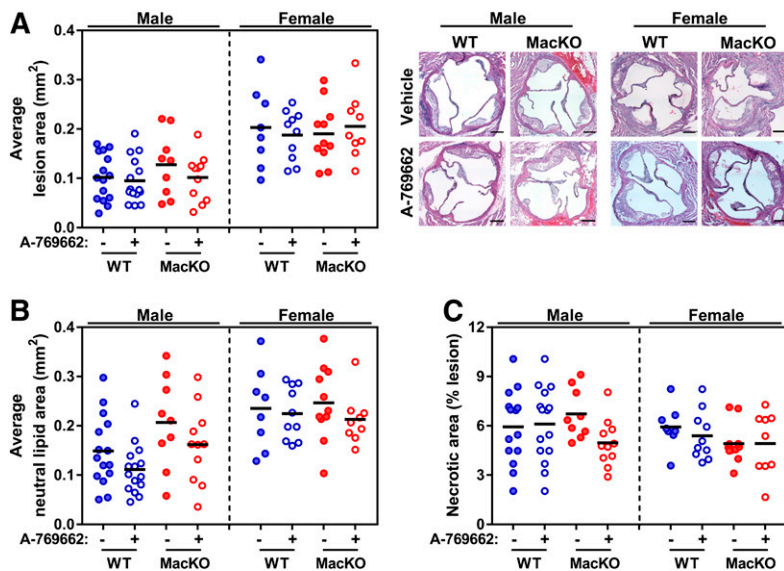 A
Male
Female
Average
lesion area (mm²)
0.4
0.3
0.2
0.1
0.0
A-769662:
- + - + - + - +
WT MacKO WT MacKO
Male
Female
WT MacKO WT MacKO
Vehicle
A-769662
B
Male
Female
Average
neutral lipid area (mm²)
0.4
0.3
0.2
0.1
0.0
A-769662:
- + - + - + - +
WT MacKO WT MacKO
C
Male
Female
Necrotic area (% lesion)
12
9
6
3
0
A-769662:
- + - + - + - +
WT MacKO WT MacKO